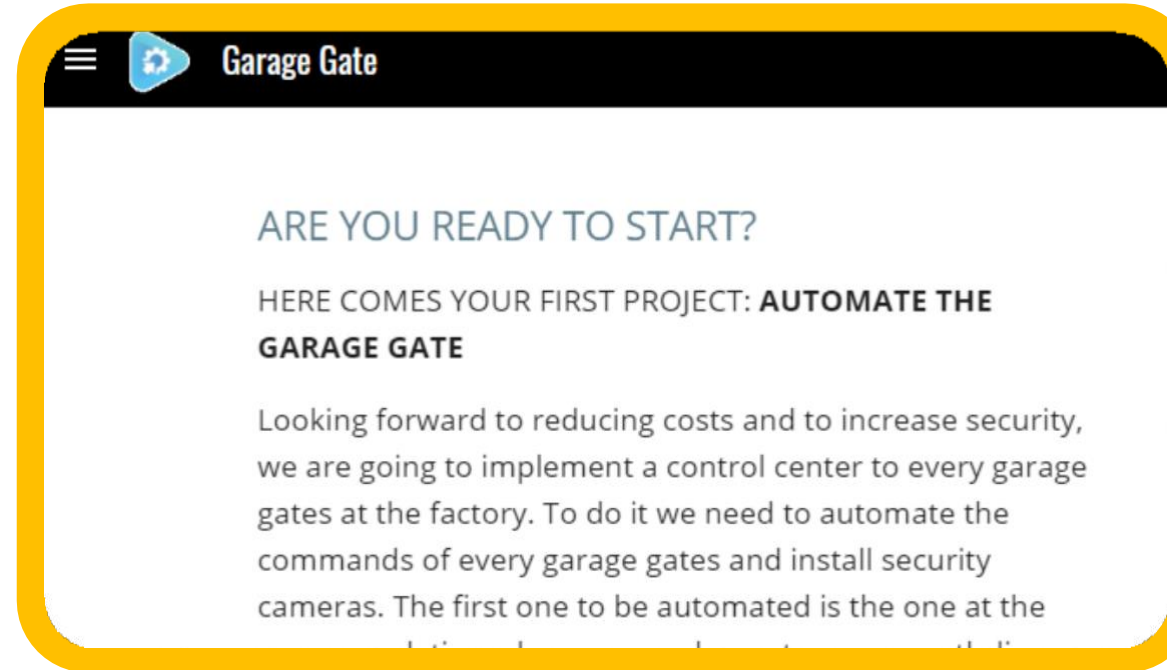 Garage Gate
ARE YOU READY TO START?
HERE COMES YOUR FIRST PROJECT: AUTOMATE THE
GARAGE GATE
Looking forward to reducing costs and to increase security,
we are going to implement a control center to every garage
gates at the factory. To do it we need to automate the
commands of every garage gates and install security
cameras. The first one to be automated is the one at the